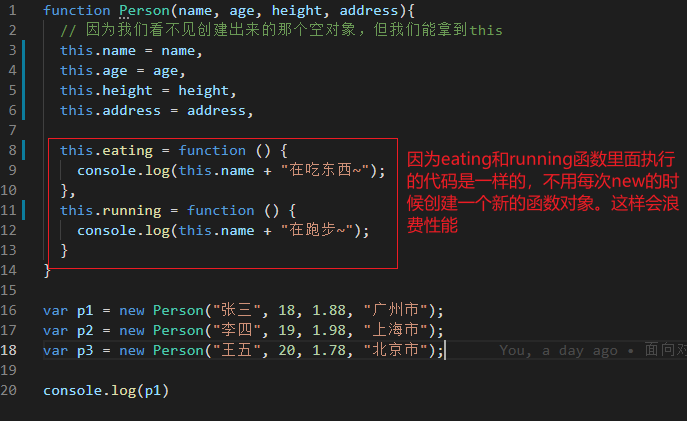 1 function Person(name, age, height, address){
2 // 因为我们看不见创建出来的那个空对象，但我们能拿到this
3 this.name = name,
4 this.age = age,
5 this.height = height,
6 this.address = address,
7
8 this.eating = function () {
9 console.log(this.name + "在吃东西~");
10 },
11 this.running = function () {
12 console.log(this.name + "在跑步~");
13 }
14 }
15
16 var p1 = new Person("张三", 18, 1.88, "广州市");
17 var p2 = new Person("李四", 19, 1.98, "上海市");
18 var p3 = new Person("王五", 20, 1.78, "北京市"); You, a day ago • 面向对
19
20 console.log(p1)
因为eating和running函数里面执行
的代码是一样的，不用每次new的时
候创建一个新的函数对象。这样会浪
费性能